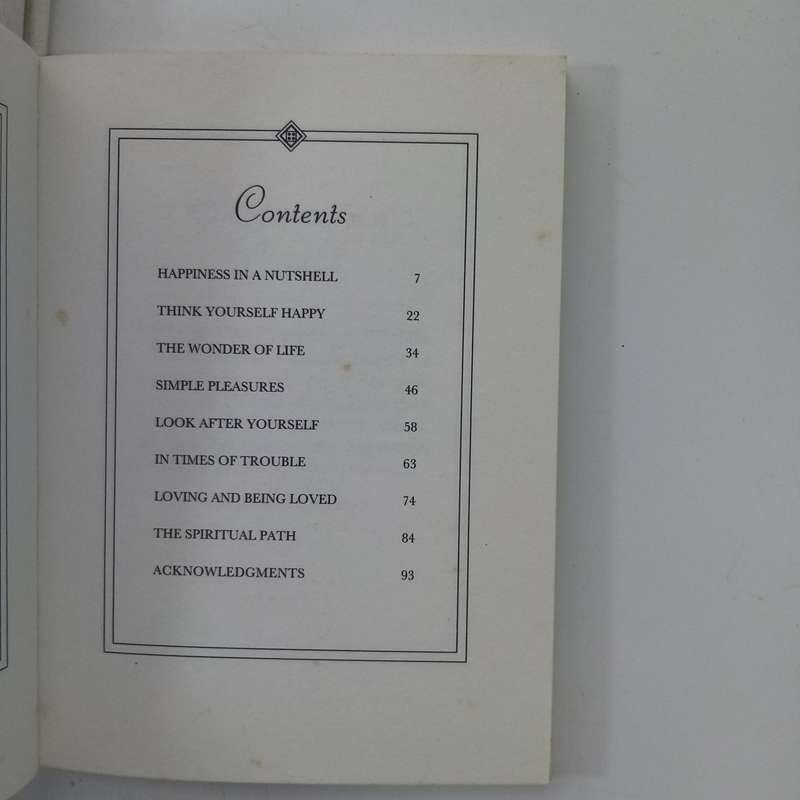 Contents
HAPPINESS IN A NUTSHELL 7
THINK YOURSELF HAPPY 22
THE WONDER OF LIFE 34
SIMPLE PLEASURES 46
LOOK AFTER YOURSELF 58
IN TIMES OF TROUBLE 63
LOVING AND BEING LOVED 74
THE SPIRITUAL PATH 84
ACKNOWLEDGMENTS 93